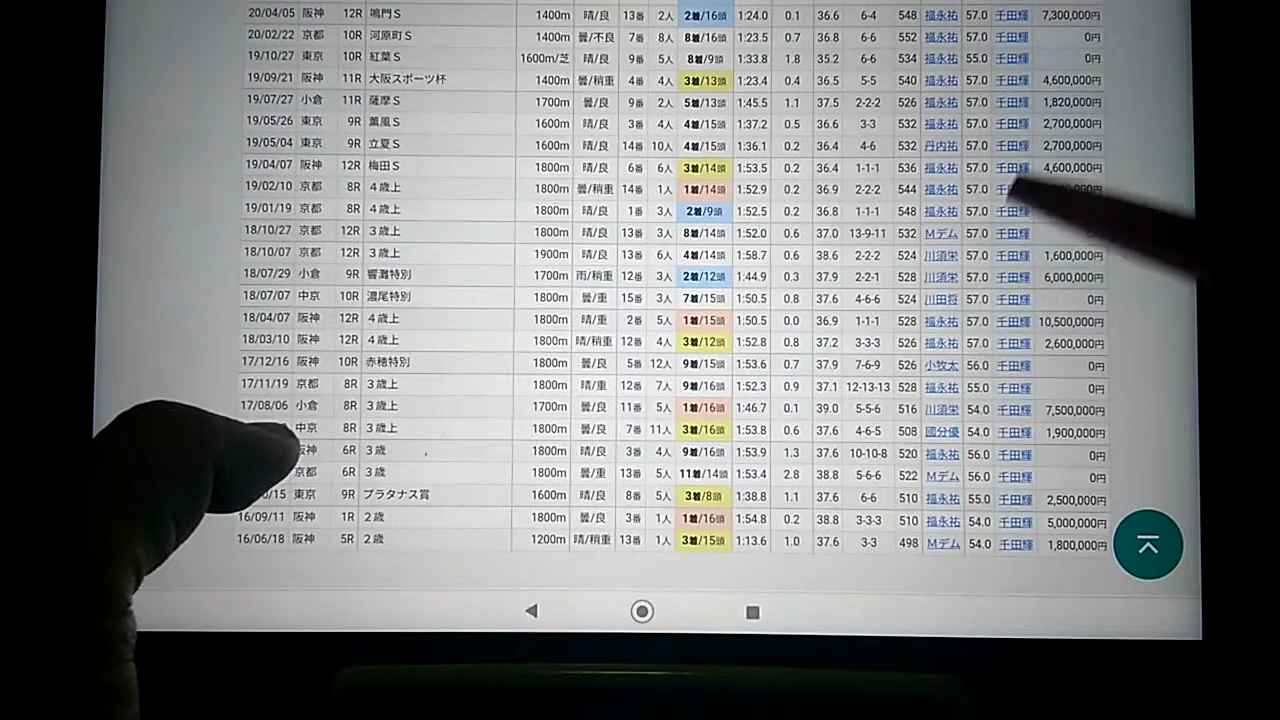 20/04/05 阪神 12R 鳴門S 1400m 晴/良 13番 2人 2着/16頭 1:24.0 0.1 36.6 6-4 548 福永祐 57.0 千田輝 7,300,000円
20/02/22 京都 10R 河原町S 1400m 曇/不良 7番 8人 8着/16頭 1:23.5 0.7 36.8 6-6 552 福永祐 57.0 千田輝 0円
19/10/27 東京 10R 紅葉S 1600m/芝 晴/良 9番 5人 8着/9頭 1:33.8 1.8 35.2 6-6 534 福永祐 55.0 千田輝 0円
19/09/21 阪神 11R 大阪スポーツ杯 1400m 曇/稍重 4番 4人 3着/13頭 1:23.4 0.4 36.5 5-5 540 福永祐 57.0 千田輝 4,600,000円
19/07/27 小倉 11R 薩摩S 1700m 曇/良 9番 2人 5着/13頭 1:45.5 1.1 37.5 2-2-2 526 福永祐 57.0 千田輝 1,820,000円
19/05/26 東京 9R 薫風S 1600m 晴/良 3番 4人 4着/15頭 1:37.2 0.5 36.6 3-3 532 福永祐 57.0 千田輝 2,700,000円
19/05/04 東京 9R 立夏S 1600m 晴/良 14番 10人 4着/15頭 1:36.1 0.2 36.4 4-6 532 丹内祐 57.0 千田輝 2,700,000円
19/04/07 阪神 12R 梅田S 1800m 晴/良 6番 6人 3着/14頭 1:53.5 0.2 36.4 1-1-1 536 福永祐 57.0 千田輝 4,600,000円
19/02/10 京都 8R 4歳上 1800m 曇/稍重 14番 1人 1着/14頭 1:52.9 0.2 36.9 2-2-2 544 福永祐 57.0
19/01/19 京都 8R 4歳上 1800m 晴/良 1番 3人 2着/9頭 1:52.5 0.2 36.8 1-1-1 548 福永祐 57.0 千田輝
18/10/27 京都 12R 3歳上 1800m 晴/良 13番 3人 8着/14頭 1:52.0 0.6 37.0 13-9-11 532 Mデム 57.0 千田輝
18/10/07 京都 12R 3歳上 1900m 晴/良 13番 6人 4着/14頭 1:58.7 0.6 38.6 2-2-2 524 川須栄 57.0 千田輝 1,600,000円
18/07/29 小倉 9R 響灘特別 1700m 雨/稍重 12番 3人 2着/12頭 1:44.9 0.3 37.9 2-2-1 528 川須栄 57.0 千田輝 6,000,000円
18/07/07 中京 10R 濃尾特別 1800m 曇/重 15番 3人 7着/15頭 1:50.5 0.8 37.6 4-6-6 524 川田将 57.0 千田輝 0円
18/04/07 阪神 12R 4歳上 1800m 晴/重 2番 5人 1着/15頭 1:50.5 0.0 36.9 1-1-1 528 福永祐 57.0 千田輝 10,500,000円
18/03/10 阪神 12R 4歳上 1800m 晴/稍重 12番 4人 3着/12頭 1:52.8 0.8 37.2 3-3-3 526 福永祐 57.0 千田輝 2,600,000円
17/12/16 阪神 10R 赤穂特別 1800m 曇/良 5番 12人 9着/15頭 1:53.6 0.7 37.9 7-6-9 526 小牧太 56.0 千田輝 0円
17/11/19 京都 8R 3歳上 1800m 晴/重 12番 7人 9着/16頭 1:52.3 0.9 37.1 12-13-13 528 福永祐 55.0 千田輝 0円
17/08/06 小倉 8R 3歳上 1700m 曇/良 11番 5人 1着/16頭 1:46.7 0.1 39.0 5-5-6 516 川須栄 54.0 千田輝 7,500,000円
中京 8R 3歳上 1800m 曇/良 7番 11人 3着/16頭 1:53.8 0.6 37.6 4-6-5 508 國分優 54.0 千田輝 1,900,000円
阪神 6R 3歳 1800m 晴/良 3番 4人 9着/16頭 1:53.9 1.3 37.6 10-10-8 520 福永祐 56.0 千田輝 0円
京都 6R 3歳 1800m 曇/重 13番 5人 11着/14頭 1:53.4 2.8 38.8 5-6-6 522 Mデム 56.0 千田輝 0円
/15 東京 9R プラタナス賞 1600m 晴/良 8番 5人 3着/8頭 1:38.8 1.1 37.6 6-6 510 福永祐 55.0 千田輝 2,500,000円
16/09/11 阪神 1R 2歳 1800m 曇/良 3番 1人 1着/16頭 1:54.8 0.2 38.8 3-3-3 510 福永祐 54.0 千田輝 5,000,000円
16/06/18 阪神 5R 2歳 1200m 晴/稍重 13番 1人 3着/15頭 1:13.6 1.0 37.6 3-3 498 Mデム 54.0 千田輝 1,800,000円